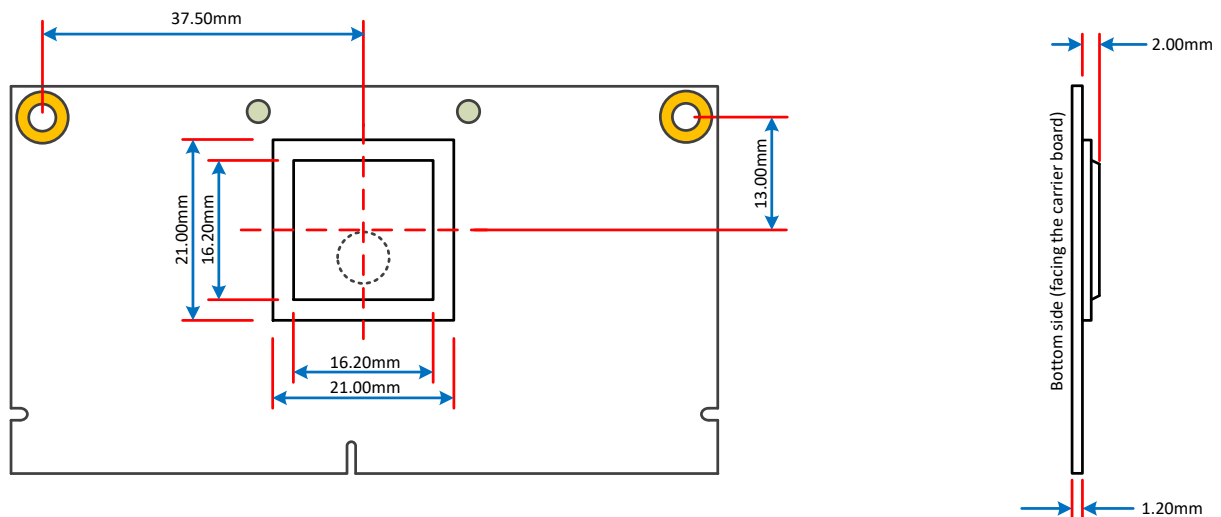 37.50mm
2.00mm
21.00mm
16.20mm
13.00mm
Bottom side (facing the carrier board)
16.20mm
21.00mm
1.20mm